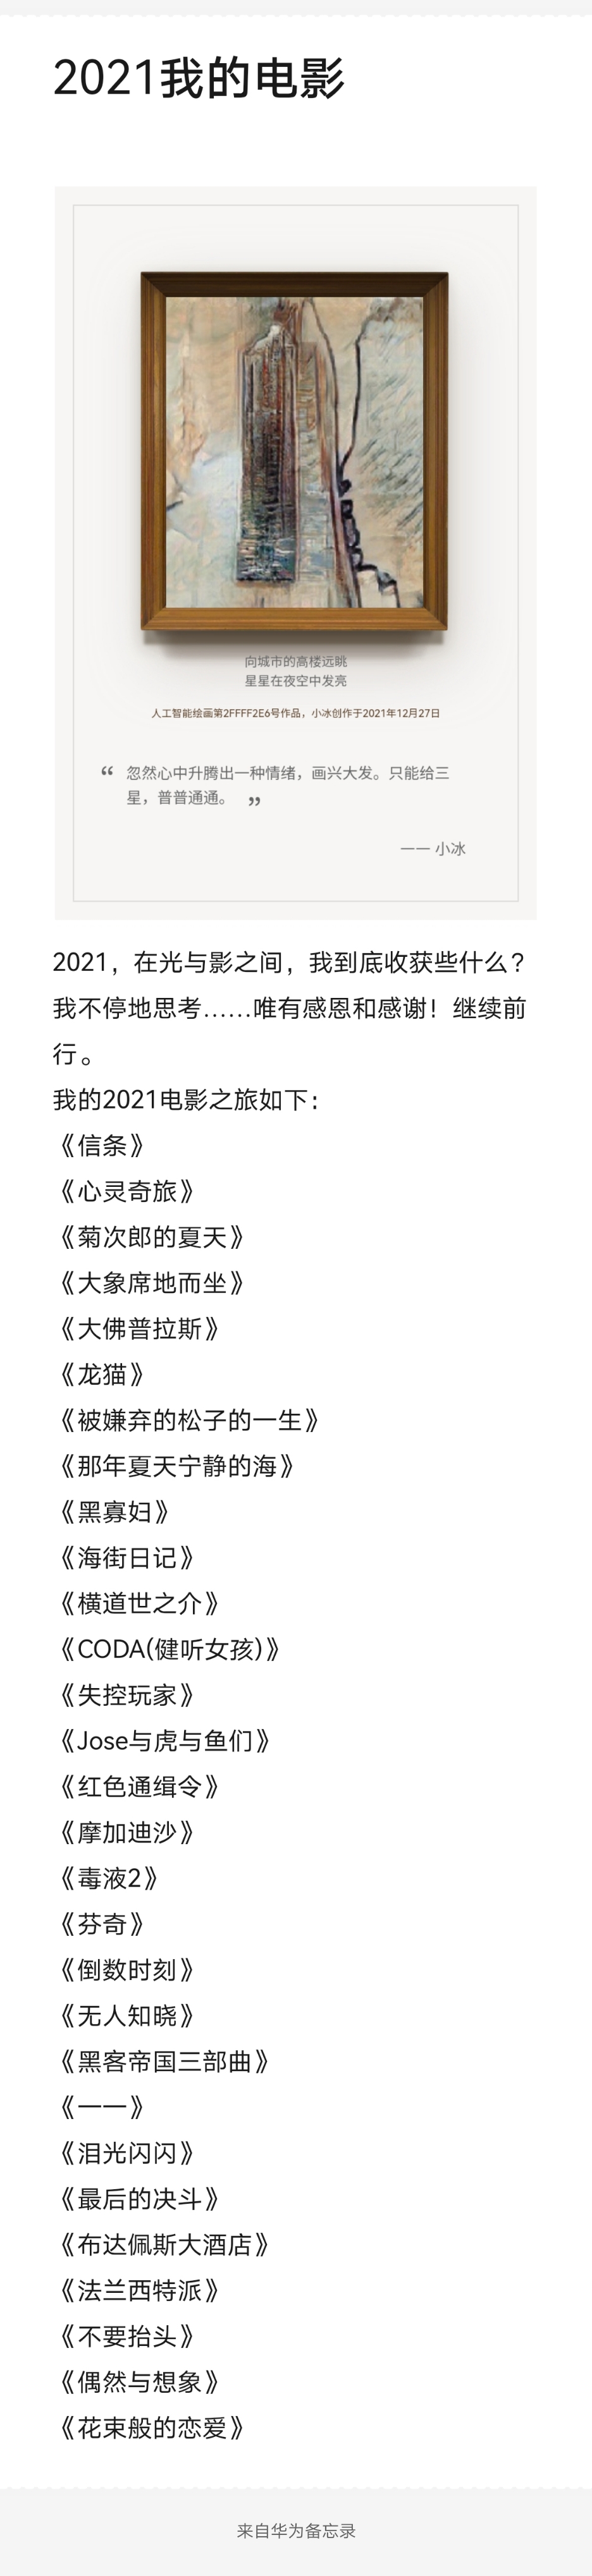 2021我的电影
向城市的高楼远眺
星星在夜空中发亮
人工智能绘画第2FFFF2E6号作品，小冰创作于2021年12月27日
“ 忽然心中升腾出一种情绪，画兴大发。只能给三
星，普普通通。 ”
—— 小冰
2021，在光与影之间，我到底收获些什么？
我不停地思考……唯有感恩和感谢！继续前
行。
我的2021电影之旅如下：
《信条》
《心灵奇旅》
《菊次郎的夏天》
《大象席地而坐》
《大佛普拉斯》
《龙猫》
《被嫌弃的松子的一生》
《那年夏天宁静的海》
《黑寡妇》
《海街日记》
《横道世之介》
《CODA(健听女孩)》
《失控玩家》
《Jose与虎与鱼们》
《红色通缉令》
《摩加迪沙》
《毒液2》
《芬奇》
《倒数时刻》
《无人知晓》
《黑客帝国三部曲》
《一一》
《泪光闪闪》
《最后的决斗》
《布达佩斯大酒店》
《法兰西特派》
《不要抬头》
《偶然与想象》
《花束般的恋爱》
来自华为备忘录